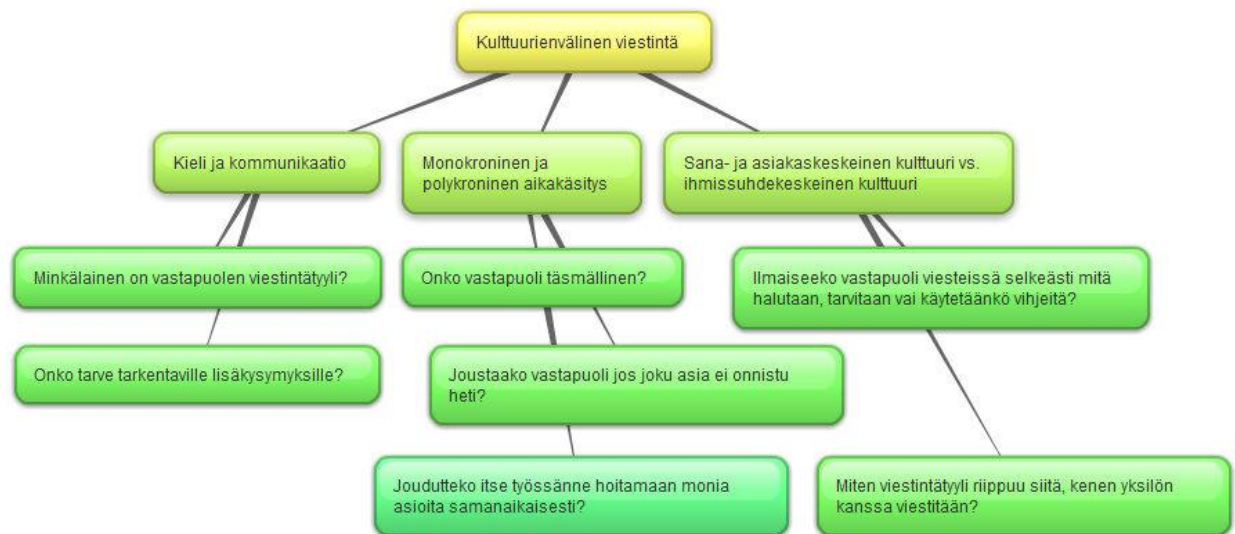 Kulttuurienvälinen viestintä
Kieli ja kommunikaatio
Monokroninen ja
polykroninen aikakäsitys
Sana- ja asiakaskeskeinen kulttuuri vs.
ihmissuhdekeskeinen kulttuuri
Minkälainen on vastapuolen viestintätyyli?
Onko vastapuoli täsmällinen?
Ilmaiseeko vastapuoli viesteissä selkeästi mitä
halutaan, tarvitaan vai käytetäänkö vihjeitä?
Onko tarve tarkentaville lisäkysymyksille?
Joustaako vastapuoli jos joku asia ei onnistu
heti?
Joudutteko itse työssänne hoitamaan monia
asioita samanaikaisesti?
Miten viestintätyyli riippuu siitä, kenen yksilön
kanssa viestitään?